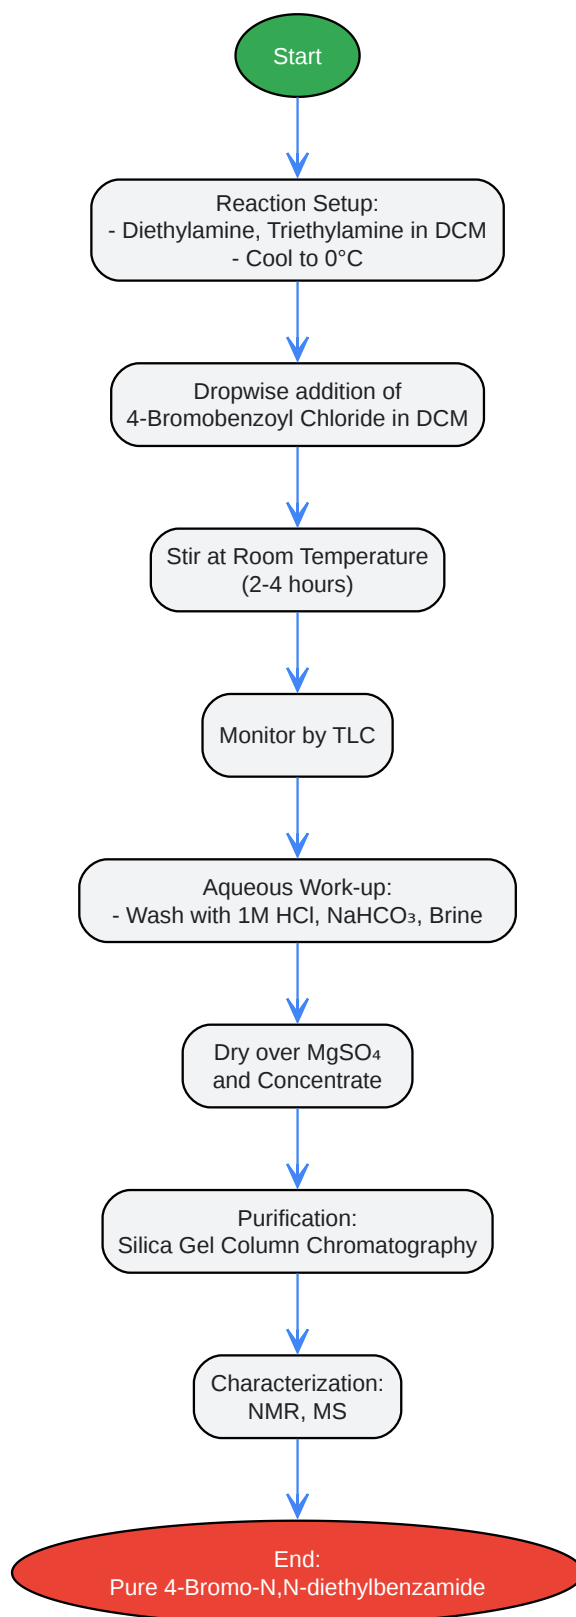 Start
Reaction Setup:
- Diethylamine, Triethylamine in DCM
- Cool to 0°C
Dropwise addition of
4-Bromobenzoyl Chloride in DCM
Stir at Room Temperature
(2-4 hours)
Monitor by TLC
Aqueous Work-up:
- Wash with 1M HCl, NaHCO₃, Brine
Dry over MgSO₄
and Concentrate
Purification:
Silica Gel Column Chromatography
Characterization:
NMR, MS
End:
Pure 4-Bromo-N,N-diethylbenzamide